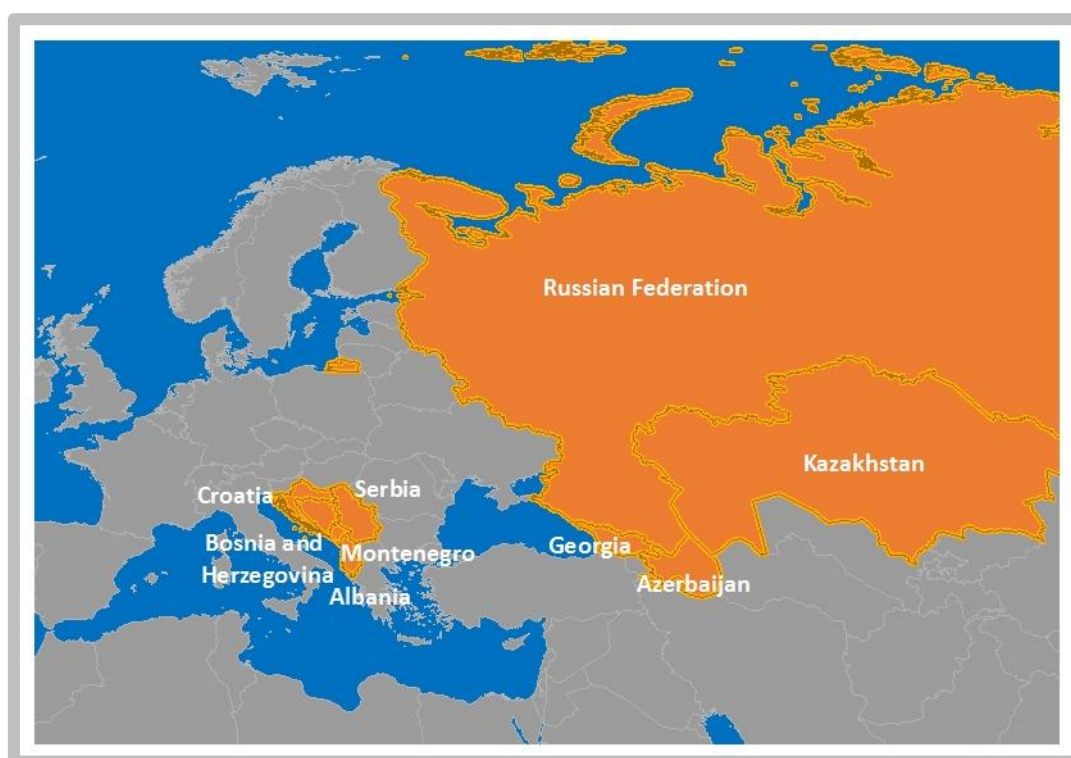 Russian Federation
Kazakhstan
Croatia
Serbia
Bosnia and
Herzegovina
Montenegro
Albania
Georgia
Azerbaijan